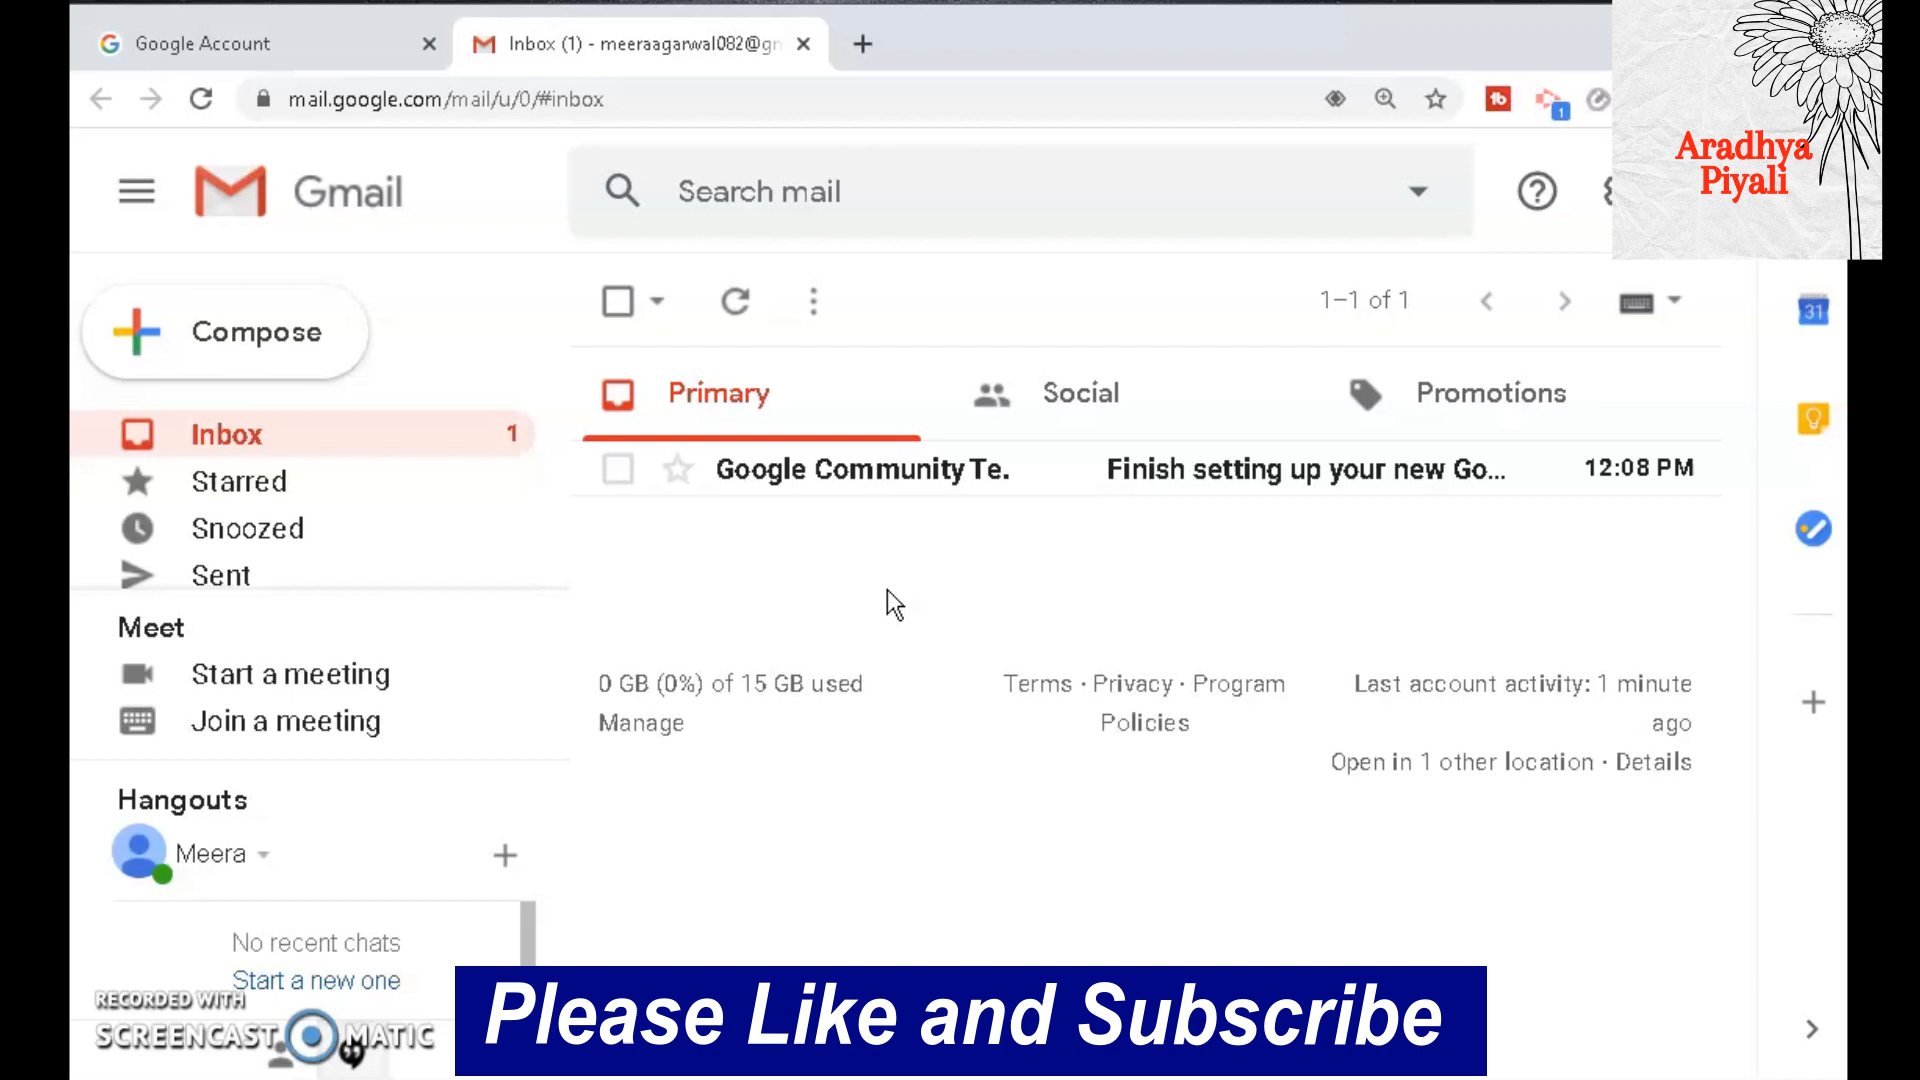 Google Account
Inbox (1) - meeraagarwal082@gm
mail.google.com/mail/u/0/#inbox
1
Aradhya
Piyali
Gmail
Search mail
Compose
1–1 of 1
31
Primary
Social
Promotions
Inbox 1
Starred
Snoozed
Sent
Google Community Te.
Finish setting up your new Go...
12:08 PM
Meet
Start a meeting
Join a meeting
0 GB (0%) of 15 GB used
Manage
Terms · Privacy · Program
Policies
Last account activity: 1 minute
ago
Open in 1 other location · Details
Hangouts
Meera
No recent chats
Start a new one
RECORDED WITH
SCREENCAST MATIC
Please Like and Subscribe